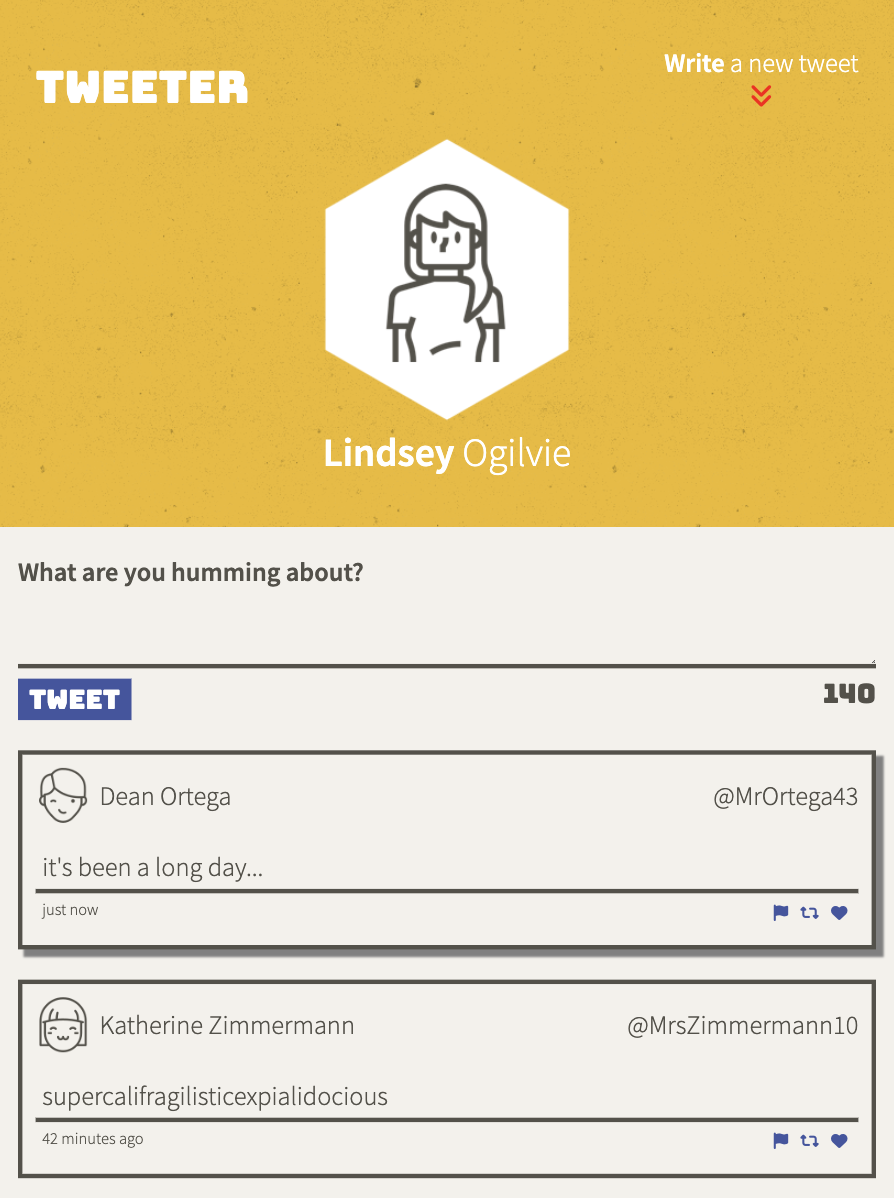 TWEETER
Write a new tweet
Lindsey Ogilvie
What are you humming about?
TWEET
140
Dean Ortega
@MrOrtega43
it's been a long day...
just now
Katherine Zimmermann
@MrsZimmermann10
supercalifragilisticexpialidocious
42 minutes ago